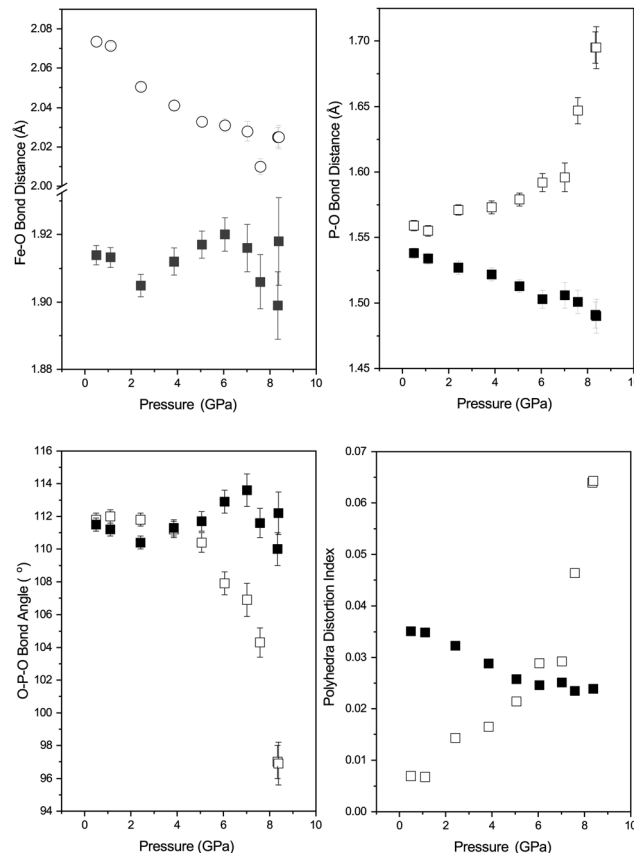 2.08
2.06
2.04
2.02
2.00
1.92
1.90
1.88
Fe-O Bond Distance (Å)
0 2 4 6 8 10
Pressure (GPa)
1.70
1.65
1.60
1.55
1.50
1.45
P-O Bond Distance (Å)
0 2 4 6 8 10
Pressure (GPa)
116
114
112
110
108
106
104
102
100
98
96
94
O-P-O Bond Angle ( °)
0 2 4 6 8 10
Pressure (GPa)
0.07
0.06
0.05
0.04
0.03
0.02
0.01
0.00
Polyhedra Distortion Index
0 2 4 6 8 10
Pressure (GPa)